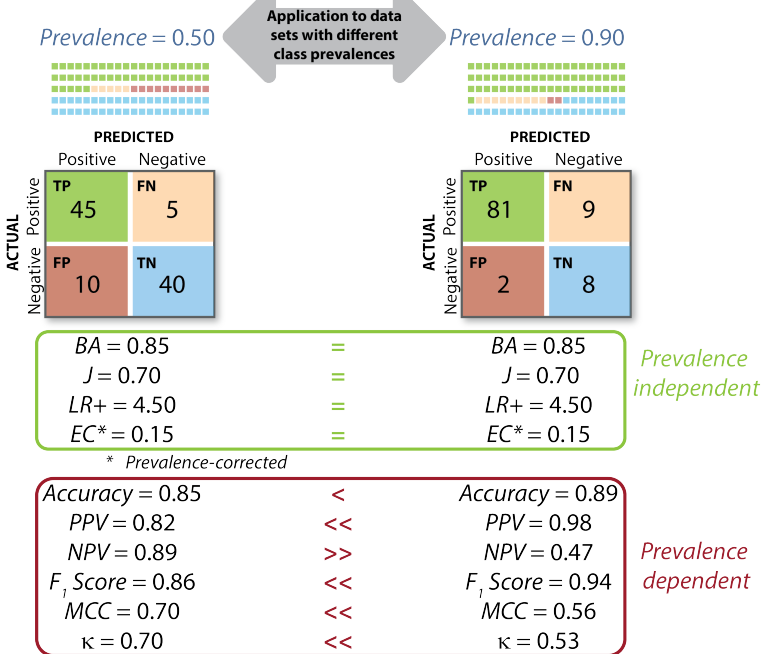 Application to data
sets with different
class prevalences
Prevalence = 0.50
Prevalence = 0.90
PREDICTED
Positive Negative
ACTUAL
Positive
Negative
TP
45
FN
5
FP
10
TN
40
PREDICTED
Positive Negative
ACTUAL
Positive
Negative
TP
81
FN
9
FP
2
TN
8
BA = 0.85 = BA = 0.85
J = 0.70 = J = 0.70
LR+ = 4.50 = LR+ = 4.50
EC* = 0.15 = EC* = 0.15
Prevalence
independent
* Prevalence-corrected
Accuracy = 0.85 < Accuracy = 0.89
PPV = 0.82 << PPV = 0.98
NPV = 0.89 >> NPV = 0.47
F₁ Score = 0.86 << F₁ Score = 0.94
MCC = 0.70 << MCC = 0.56
κ = 0.70 << κ = 0.53
Prevalence
dependent